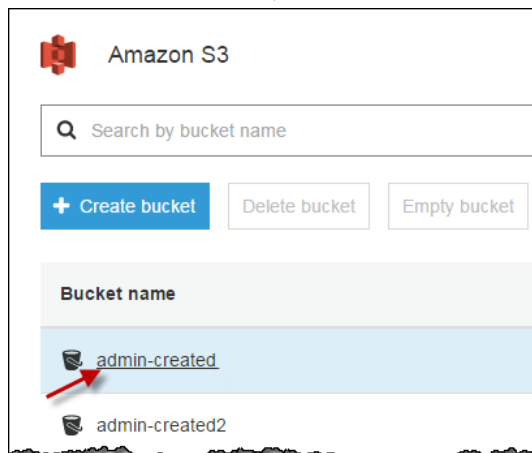 Amazon S3
Search by bucket name
+ Create bucket Delete bucket Empty bucket
Bucket name
admin-created
admin-created2